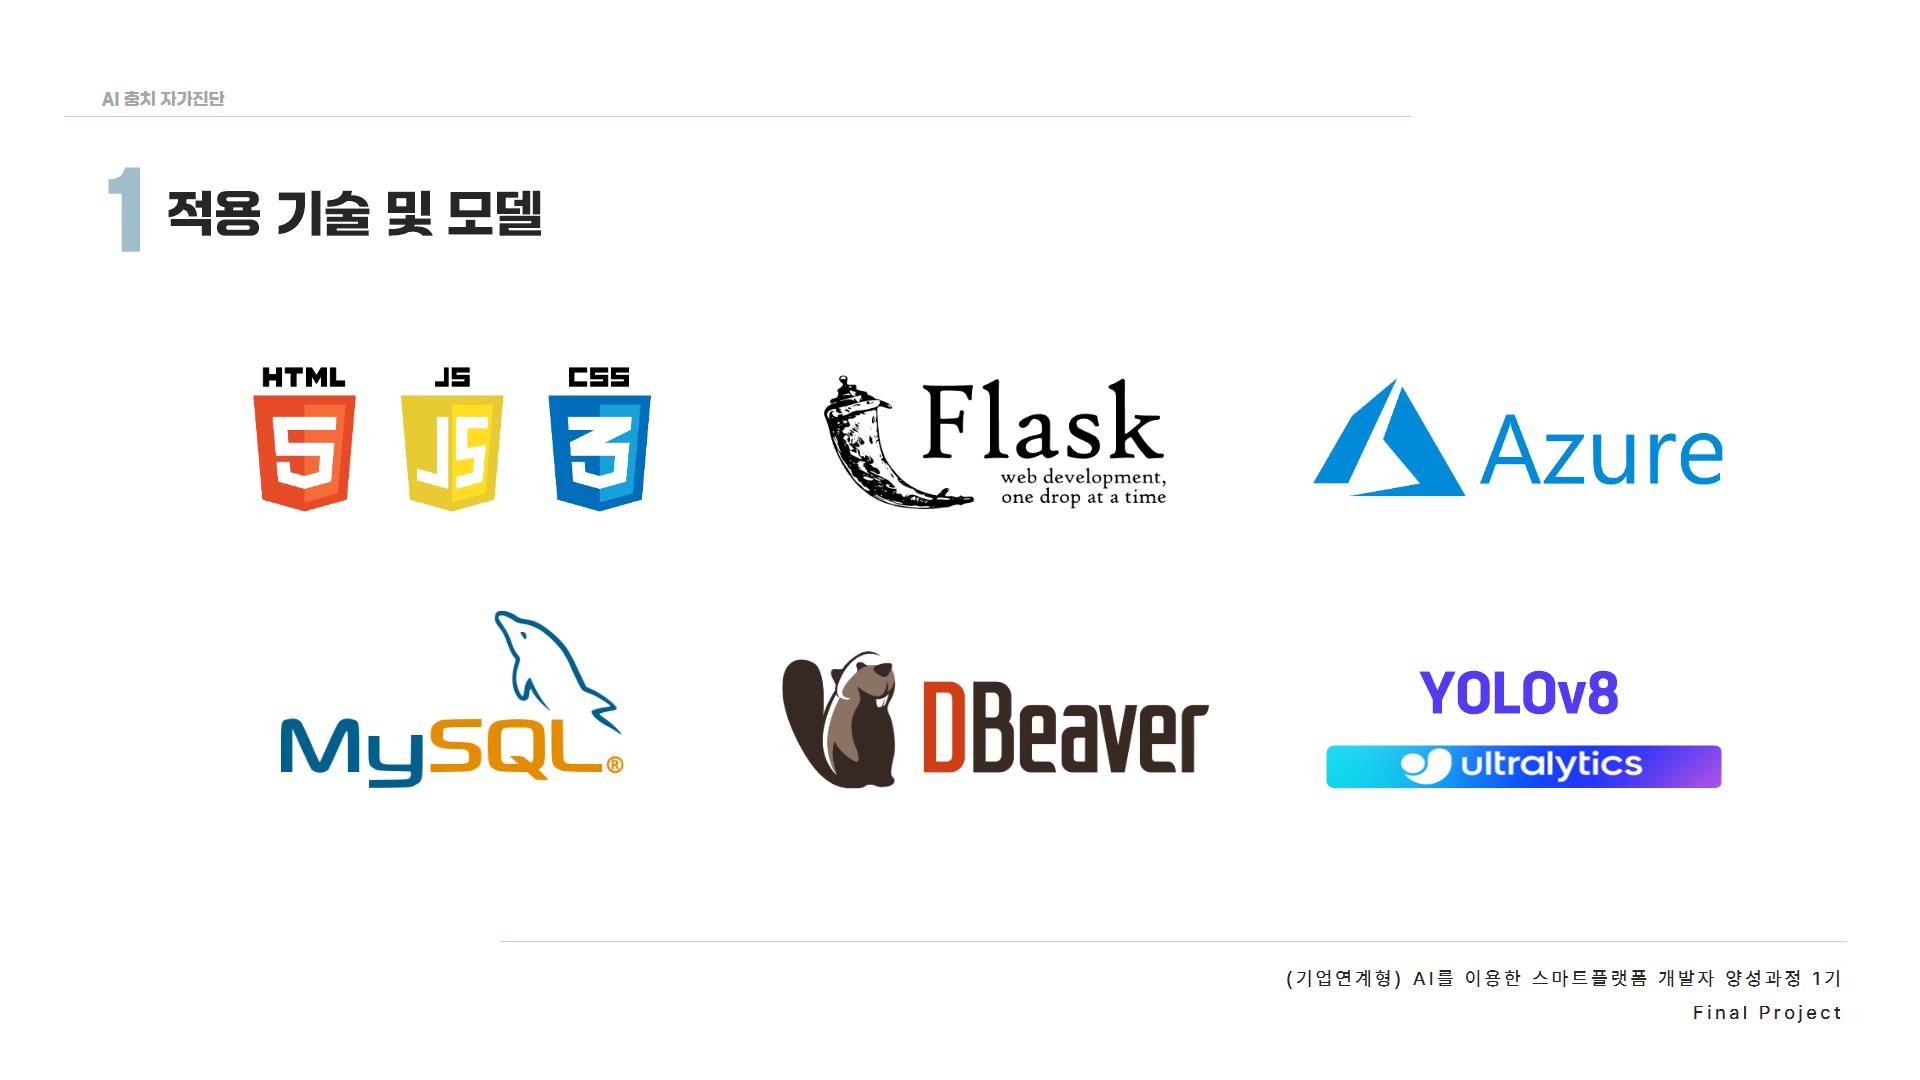 AI 충치 자가진단
1 적용 기술 및 모델
HTML JS CSS
5 JS 3
Flask
web development,
one drop at a time
Azure
MySQL®
DBeaver
YOLOv8
ultralytics
(기업연계형) AI를 이용한 스마트플랫폼 개발자 양성과정 1기
Final Project